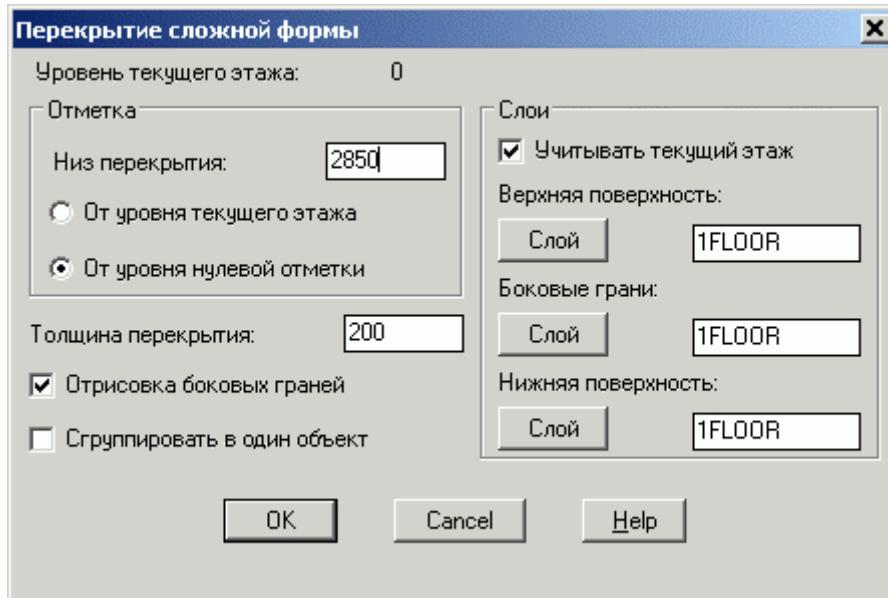 Перекрытие сложной формы
Уровень текущего этажа: 0
Отметка
Низ перекрытия: 2850
От уровня текущего этажа
От уровня нулевой отметки
Толщина перекрытия: 200
Отрисовка боковых граней
Сгруппировать в один объект
Слои
Учитывать текущий этаж
Верхняя поверхность:
Слой 1FLOOR
Боковые грани:
Слой 1FLOOR
Нижняя поверхность:
Слой 1FLOOR
OK Cancel Help